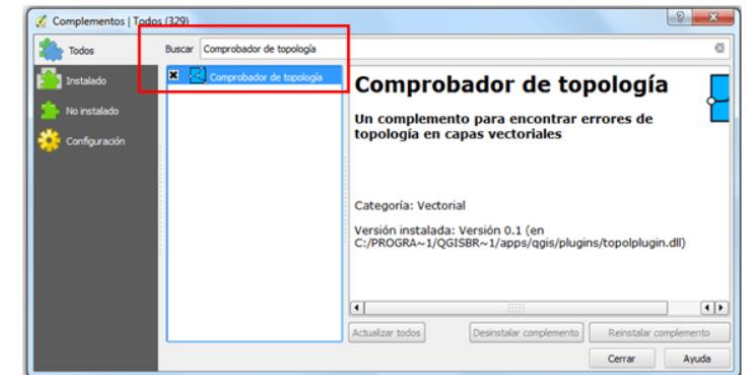 Complementos | Todos (329)
Todos
Buscar Comprobador de topología
Instalado
No instalado
Configuración
Comprobador de topología
Comprobador de topología
Un complemento para encontrar errores de
topología en capas vectoriales
Categoría: Vectorial
Versión instalada: Versión 0.1 (en
C:/PROGRA~1/QGISBR~1/apps/qgis/plugins/topolplugin.dll)
Actualizar todos Desinstalar complemento Reinstalar complemento
Cerrar Ayuda